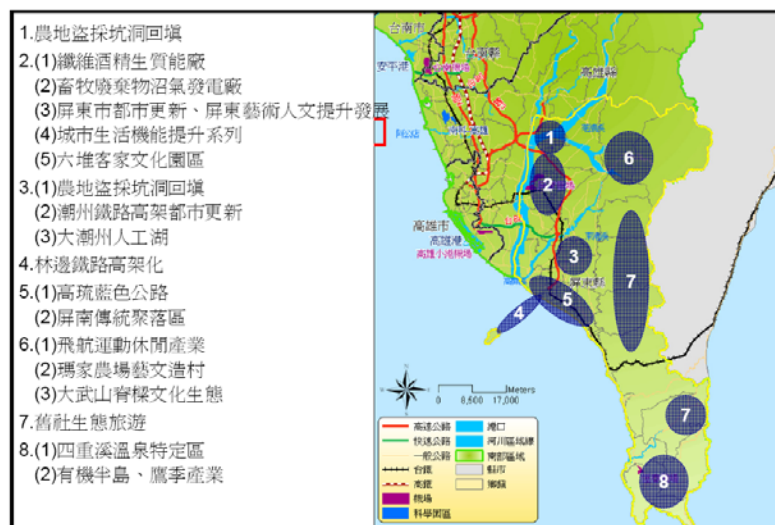 1.農地盜採坑洞回填
2.(1)纖維酒精生質能廠
(2)畜牧廢棄物沼氣發電廠
(3)屏東市都市更新、屏東藝術人文提升發展
(4)城市生活機能提升系列
(5)六堆客家文化園區
3.(1)農地盜採坑洞回填
(2)潮州鐵路高架都市更新
(3)大潮州人工湖
4.林邊鐵路高架化
5.(1)高琉藍色公路
(2)屏南傳統聚落區
6.(1)飛航運動休閒產業
(2)瑪家農場藝文造村
(3)大武山脊樑文化生態
7.舊社生態旅遊
8.(1)四重溪溫泉特定區
(2)有機半島、鷹季產業
台南市
台南縣
安平港
高雄縣
1
6
2
高雄市
高雄港
高雄小港機場
3
屏東縣
7
4
5
7
8
Meters
0 8,500 17,000
高速公路
港口
快速公路
河川區域線
一般公路
南部區域
台鐵
縣市
高鐵
鄉鎮
機場
科學園區